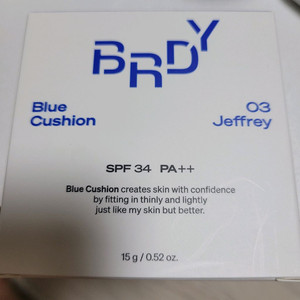 BRDY
Blue 03
Cushion Jeffrey
SPF 34 PA++
Blue Cushion creates skin with confidence
by fitting in thinly and lightly
just like my skin but better.
15 g / 0.52 oz.